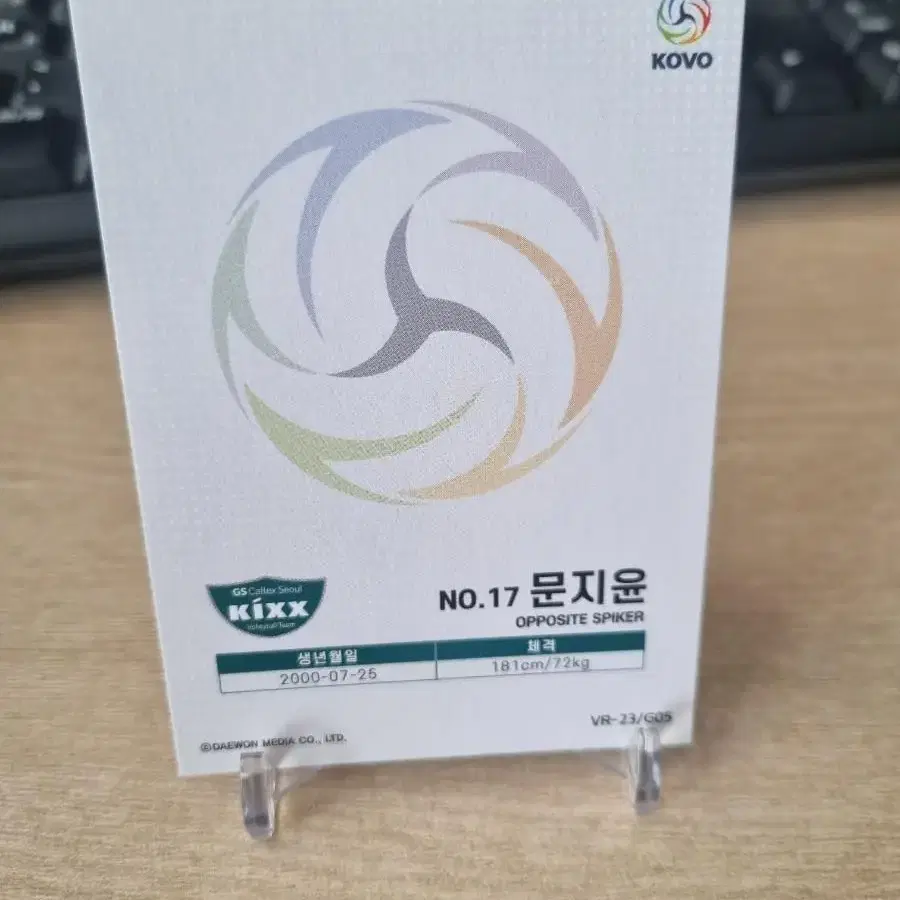 KOVO
GS Caltex Seoul
Kixx
Volleyball Team
NO.17 문지윤
OPPOSITE SPIKER
생년월일 체격
2000-07-25 181cm/72kg
VR-23/G05
©DAEWON MEDIA CO., LTD.